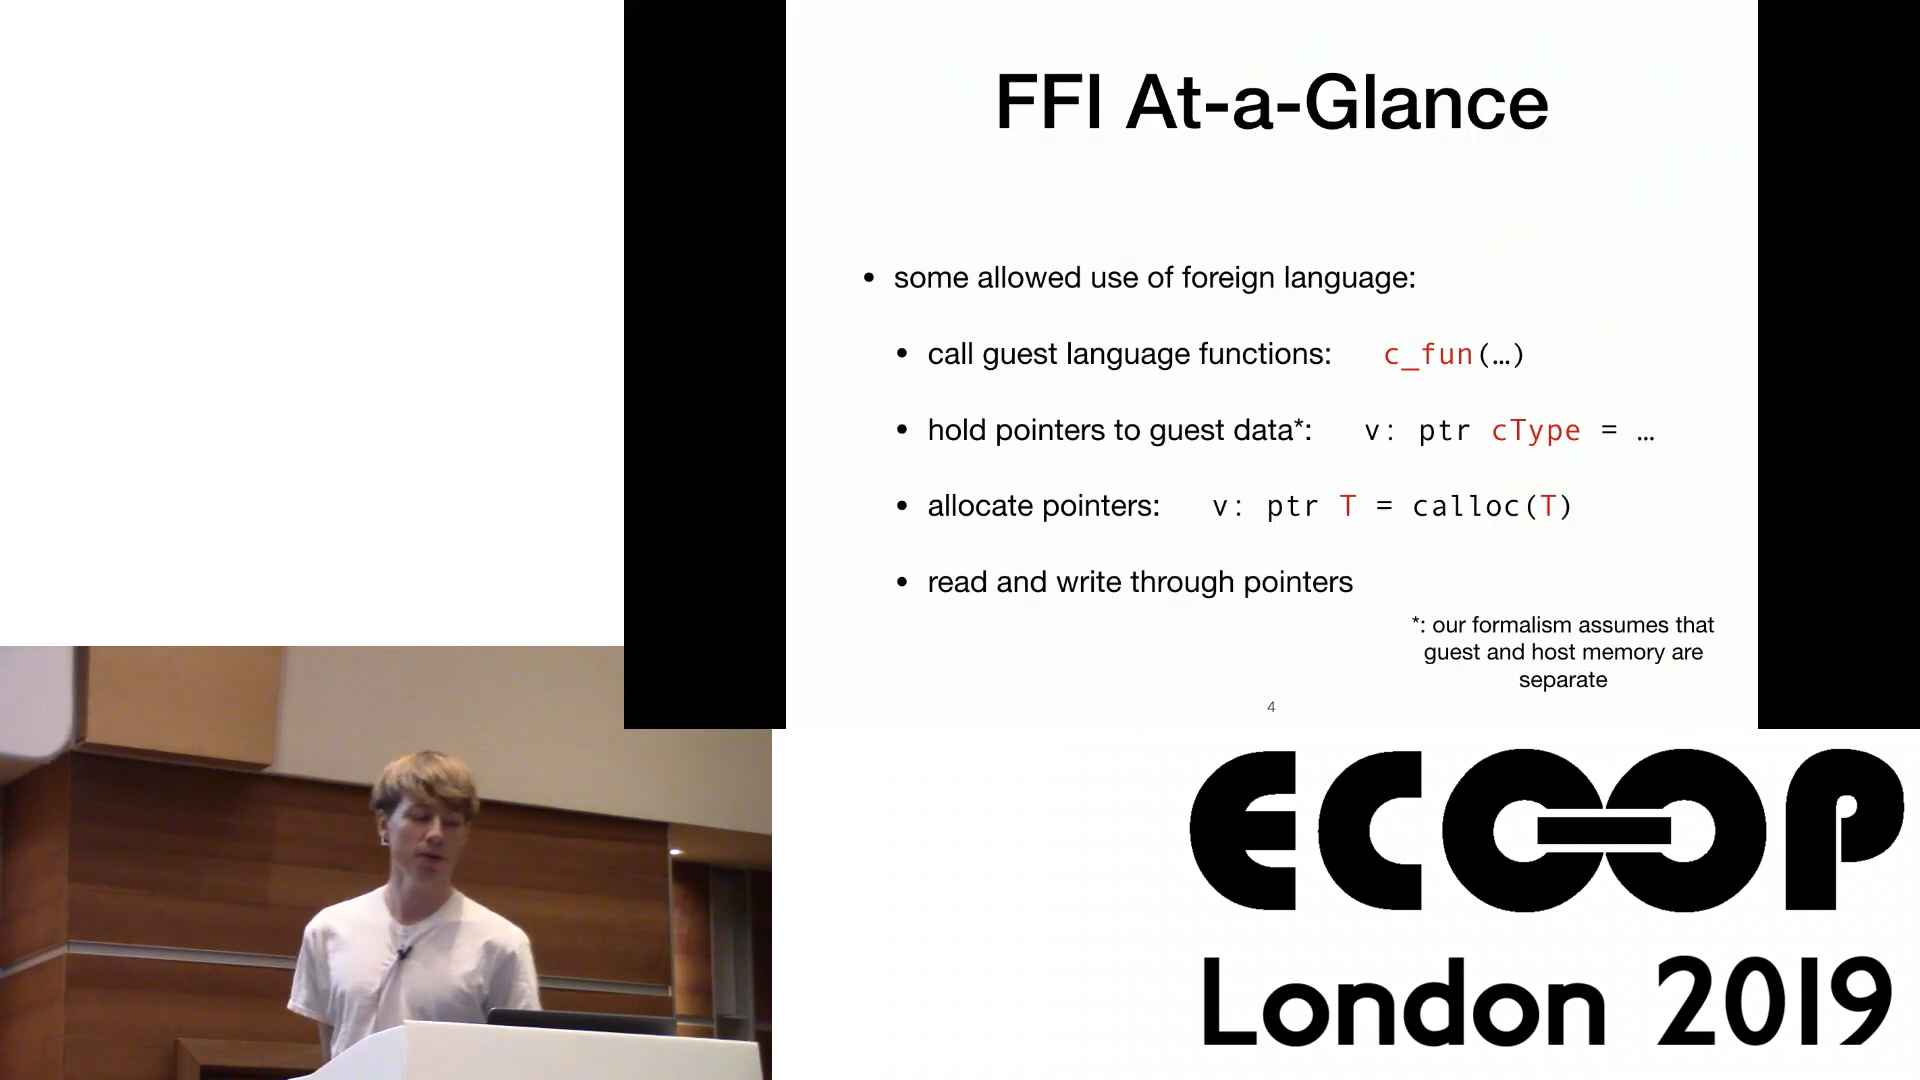 FFI At-a-Glance
• some allowed use of foreign language:
• call guest language functions: c_fun(…)
• hold pointers to guest data*: v: ptr cType = …
• allocate pointers: v: ptr T = calloc(T)
• read and write through pointers
*: our formalism assumes that
guest and host memory are
separate
4
ECOOP
London 2019